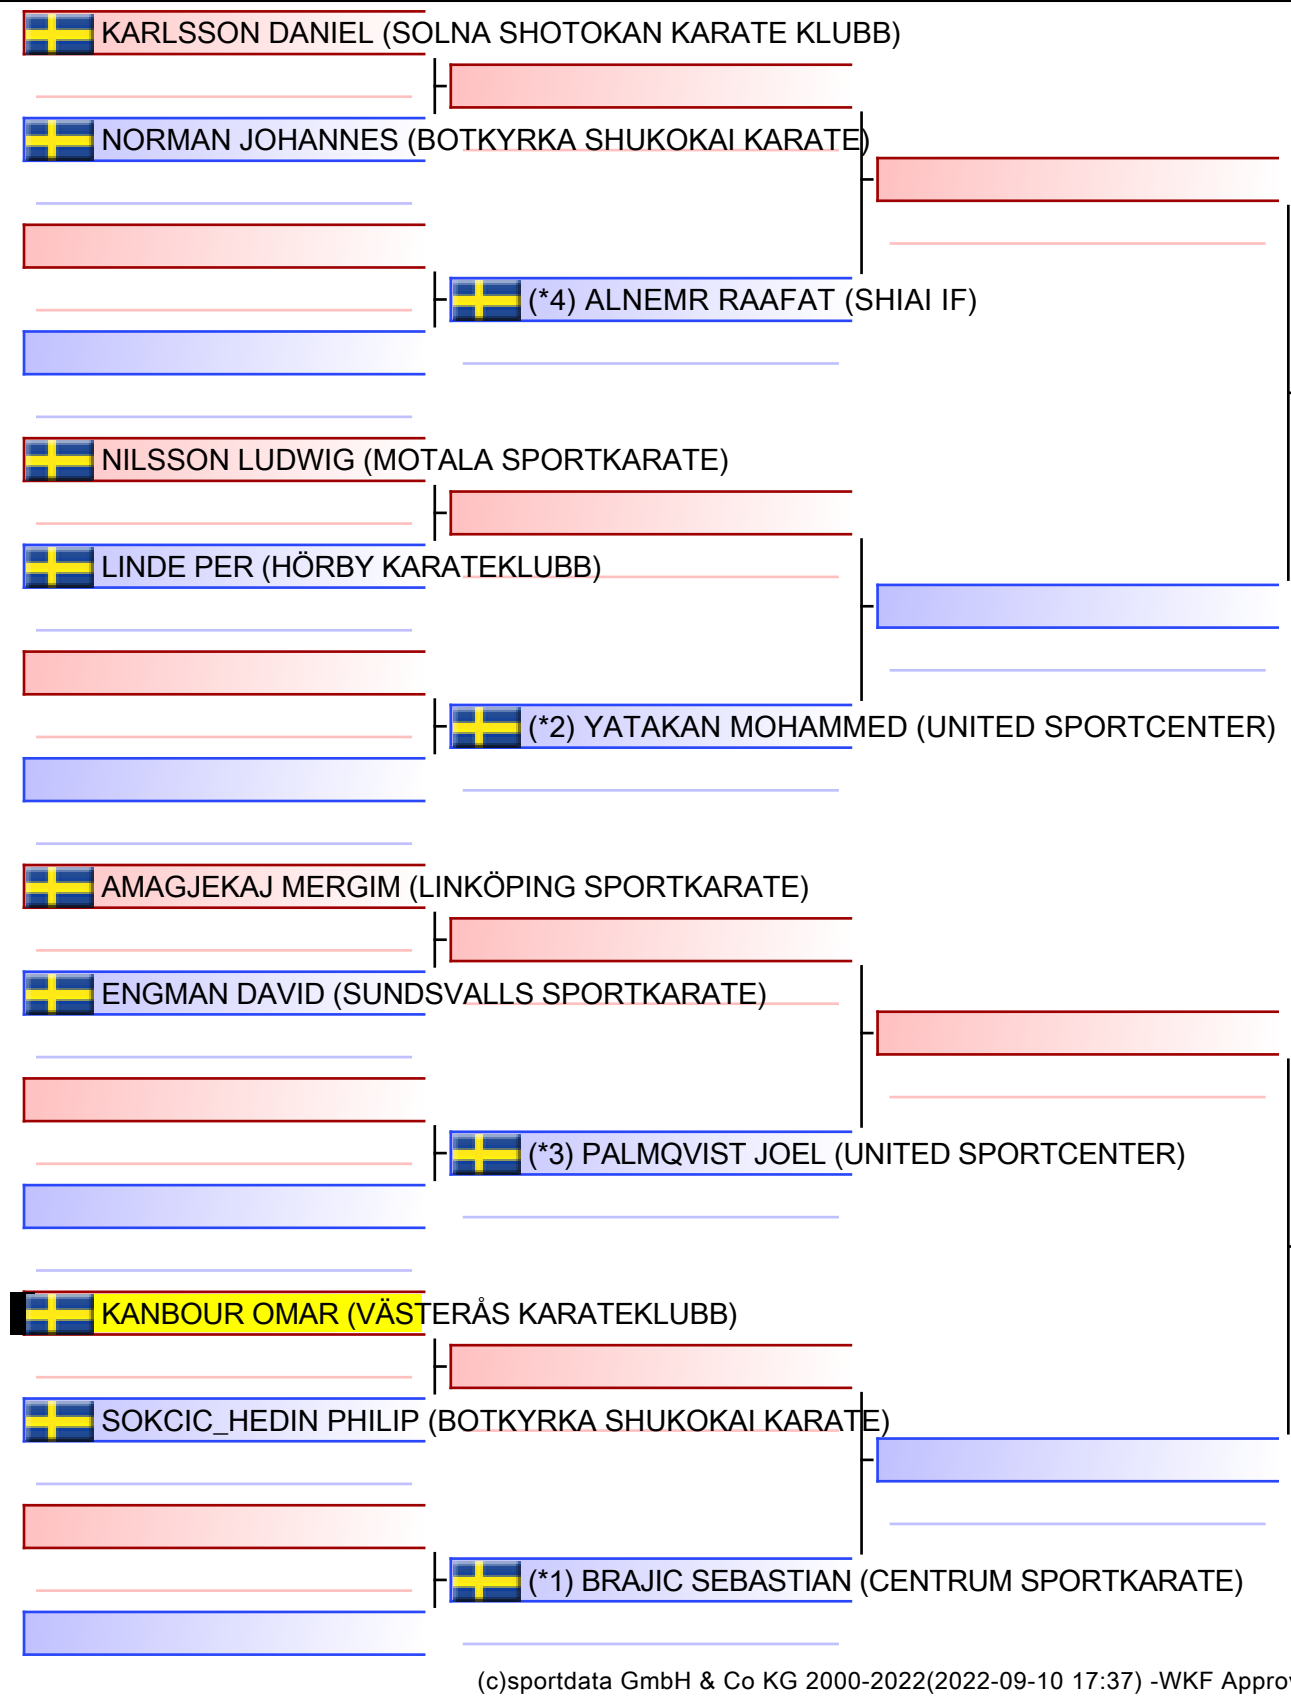 KARLSSON DANIEL (SOLNA SHOTOKAN KARATE KLUBB)
NORMAN JOHANNES (BOTKYRKA SHUKOKAI KARATE)
(*4) ALNEMR RAAFAT (SHIAI IF)
NILSSON LUDWIG (MOTALA SPORTKARATE)
LINDE PER (HÖRBY KARATEKLUBB)
(*2) YATAKAN MOHAMMED (UNITED SPORTCENTER)
AMAGJEKAJ MERGIM (LINKÖPING SPORTKARATE)
ENGMAN DAVID (SUNDSVALLS SPORTKARATE)
(*3) PALMQVIST JOEL (UNITED SPORTCENTER)
KANBOUR OMAR (VÄSTERÅS KARATEKLUBB)
SOKCIC_HEDIN PHILIP (BOTKYRKA SHUKOKAI KARATE)
(*1) BRAJIC SEBASTIAN (CENTRUM SPORTKARATE)
(c)sportdata GmbH & Co KG 2000-2022(2022-09-10 17:37) -WKF Approv